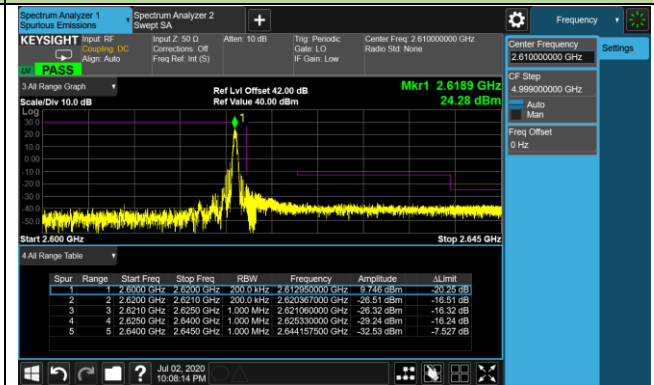 Spectrum Analyzer 1
Spurious Emissions
Spectrum Analyzer 2
Swept SA
+
Frequency
KEYSIGHT
Input: RF
Coupling: DC
Align: Auto
Input Z: 50 Ω
Corrections: Off
Freq Ref: Int (S)
Atten: 10 dB
Trig: Periodic
Gate: LO
IF Gain: Low
Center Freq: 2.610000000 GHz
Radio Std: None
PASS
Center Frequency
2.610000000 GHz
Settings
CF Step
4.999000000 GHz
Auto
Man
Freq Offset
0 Hz
3 All Range Graph
Ref Lvl Offset 42.00 dB
Mkr1 2.6189 GHz
Scale/Div 10.0 dB
Ref Value 40.00 dBm
24.28 dBm
Log
30.0
20.0
10.0
0.00
-10.0
-20.0
-30.0
-40.0
-50.0
1
Start 2.600 GHz
Stop 2.645 GHz
4 All Range Table
Spur Range Start Freq Stop Freq RBW Frequency Amplitude ΔLimit
1 1 2.6000 GHz 2.6200 GHz 200.0 kHz 2.612950000 GHz 9.746 dBm -20.25 dB
2 2 2.6200 GHz 2.6210 GHz 200.0 kHz 2.620367000 GHz -26.51 dBm -16.51 dB
3 3 2.6210 GHz 2.6250 GHz 1.000 MHz 2.621060000 GHz -26.32 dBm -16.32 dB
4 4 2.6250 GHz 2.6400 GHz 1.000 MHz 2.625330000 GHz -29.24 dBm -16.24 dB
5 5 2.6400 GHz 2.6450 GHz 1.000 MHz 2.644157500 GHz -32.53 dBm -7.527 dB
?
Jul 02, 2020
10:08:14 PM